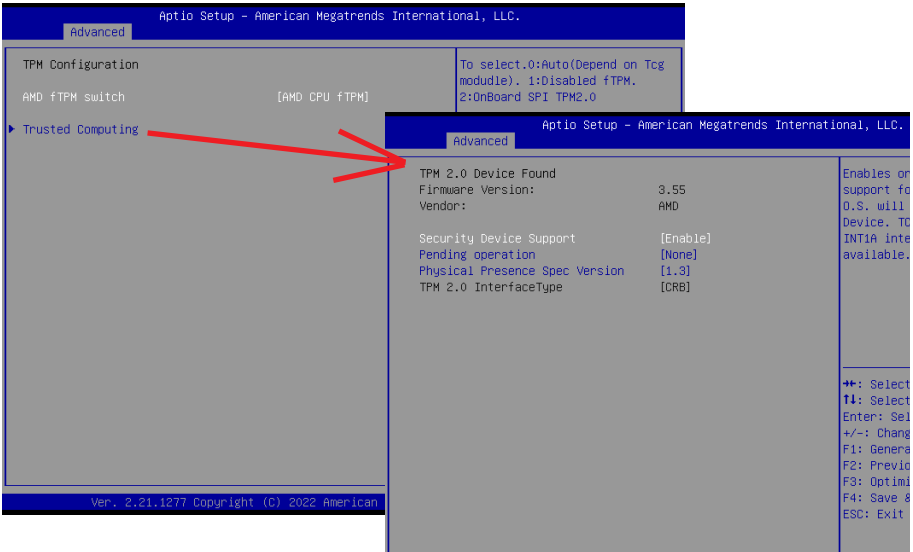 Aptio Setup – American Megatrends International, LLC.
Advanced
TPM Configuration
AMD fTPM switch [AMD CPU fTPM]
Trusted Computing
To select.0:Auto(Depend on Tcg
modudle). 1:Disabled fTPM.
2:OnBoard SPI TPM2.0
Ver. 2.21.1277 Copyright (C) 2022 American
Aptio Setup – American Megatrends International, LLC.
Advanced
TPM 2.0 Device Found
Firmware Version: 3.55
Vendor: AMD
Security Device Support [Enable]
Pending operation [None]
Physical Presence Spec Version [1.3]
TPM 2.0 InterfaceType [CRB]
Enables or
support fo
O.S. will
Device. TC
INT1A inte
available.
→←: Select
↑↓: Select
Enter: Sel
+/-: Chang
F1: Genera
F2: Previo
F3: Optimi
F4: Save &
ESC: Exit